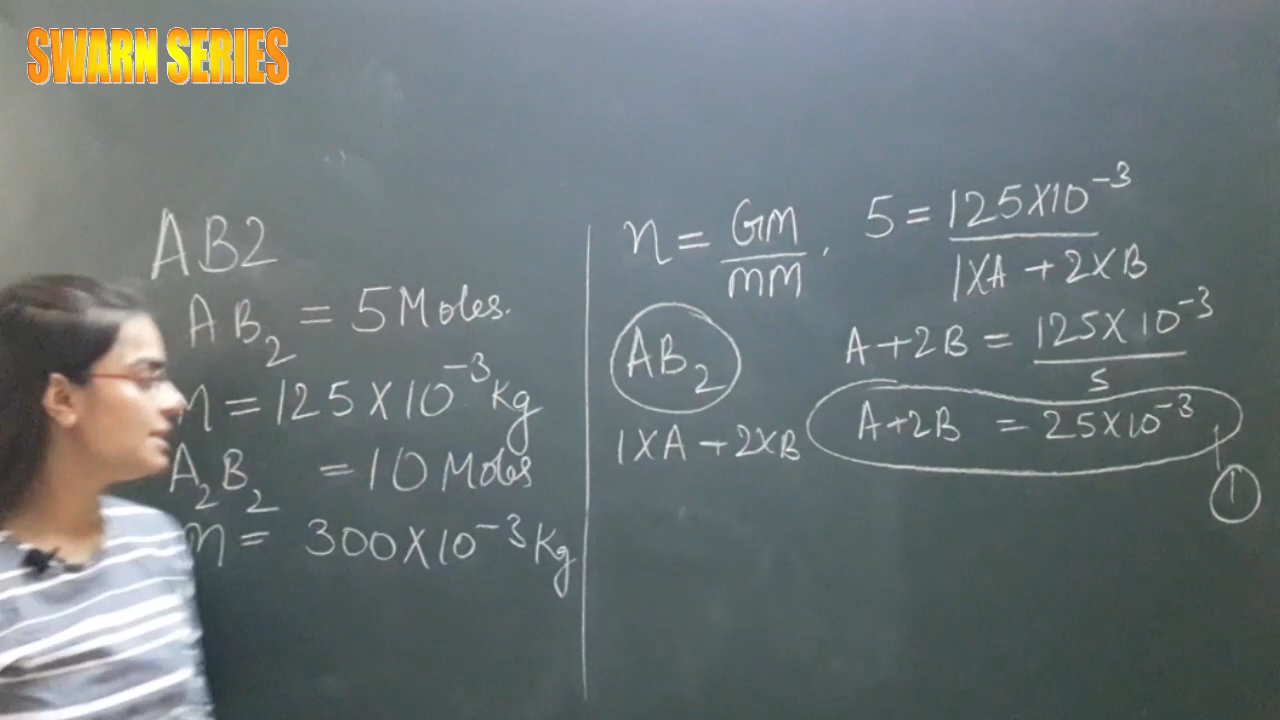 SWARN SERIES
AB2
AB₂ = 5 Moles.
m = 125 × 10⁻³ Kg
A₂B₂ = 10 Moles
m = 300 × 10⁻³ Kg
n = GM/MM , 5 = 125×10⁻³/1×A + 2×B
AB₂
1×A + 2×B
A+2B = 125×10⁻³/5
A+2B = 25×10⁻³
1